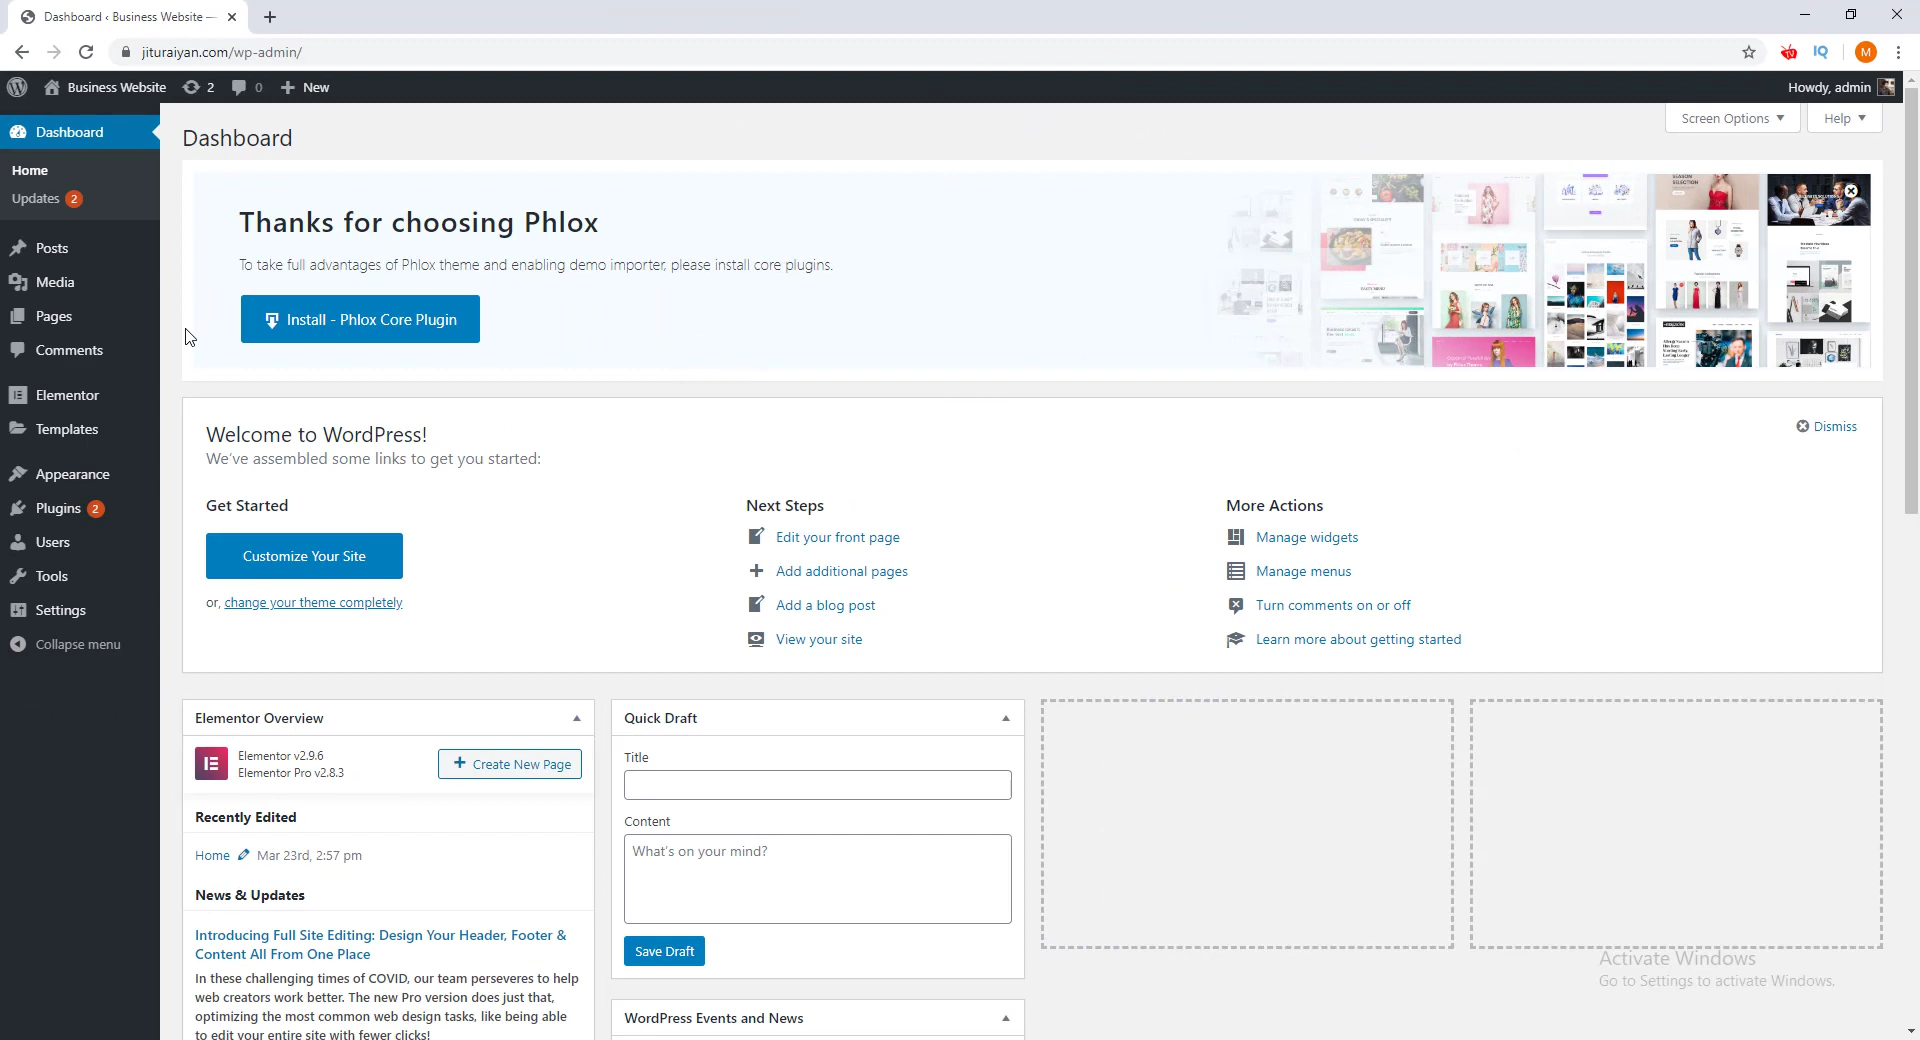 Dashboard ‹ Business Website —
jituraiyan.com/wp-admin/
M
Business Website 2 0 New
Howdy, admin
Dashboard
Home
Updates 2
Posts
Media
Pages
Comments
Elementor
Templates
Appearance
Plugins 2
Users
Tools
Settings
Collapse menu
Screen Options
Help
Dashboard
Thanks for choosing Phlox
To take full advantages of Phlox theme and enabling demo importer, please install core plugins.
Install - Phlox Core Plugin
Welcome to WordPress!
We've assembled some links to get you started:
Dismiss
Get Started
Customize Your Site
or, change your theme completely
Next Steps
Edit your front page
Add additional pages
Add a blog post
View your site
More Actions
Manage widgets
Manage menus
Turn comments on or off
Learn more about getting started
Elementor Overview
Elementor v2.9.6
Elementor Pro v2.8.3
Create New Page
Recently Edited
Home Mar 23rd, 2:57 pm
News & Updates
Introducing Full Site Editing: Design Your Header, Footer &
Content All From One Place
In these challenging times of COVID, our team perseveres to help
web creators work better. The new Pro version does just that,
optimizing the most common web design tasks, like being able
to edit your entire site with fewer clicks!
Quick Draft
Title
Content
What's on your mind?
Save Draft
WordPress Events and News
Activate Windows
Go to Settings to activate Windows.